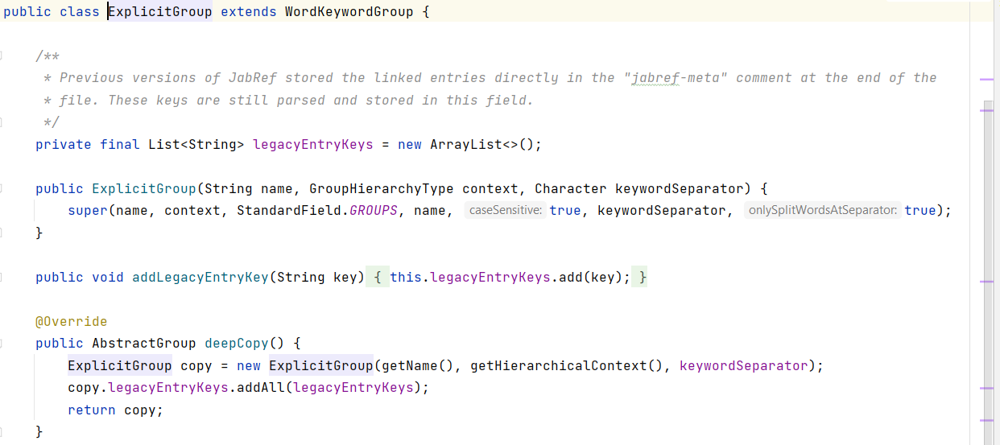 public class ExplicitGroup extends WordKeywordGroup {
/**
* Previous versions of JabRef stored the linked entries directly in the "jabref-meta" comment at the end of the
* file. These keys are still parsed and stored in this field.
*/
private final List<String> legacyEntryKeys = new ArrayList<>();
public ExplicitGroup(String name, GroupHierarchyType context, Character keywordSeparator) {
super(name, context, StandardField.GROUPS, name, caseSensitive: true, keywordSeparator, onlySplitWordsAtSeparator: true);
}
public void addLegacyEntryKey(String key) { this.legacyEntryKeys.add(key); }
@Override
public AbstractGroup deepCopy() {
ExplicitGroup copy = new ExplicitGroup(getName(), getHierarchicalContext(), keywordSeparator);
copy.legacyEntryKeys.addAll(legacyEntryKeys);
return copy;
}